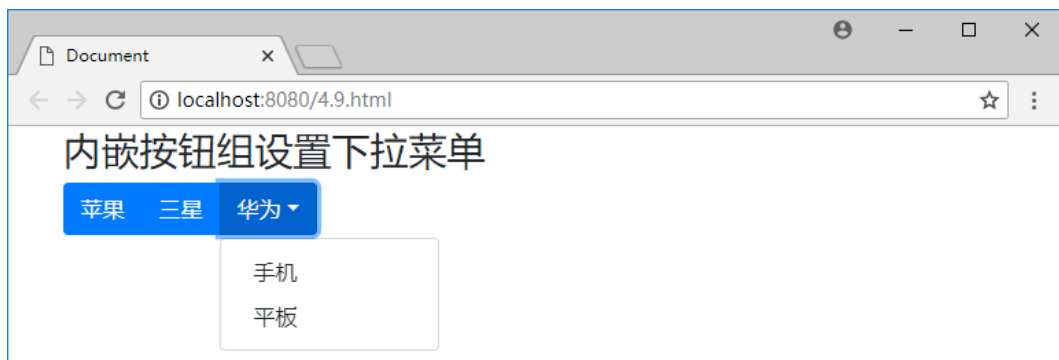 Document
localhost:8080/4.9.html
内嵌按钮组设置下拉菜单
苹果 三星 华为
手机
平板